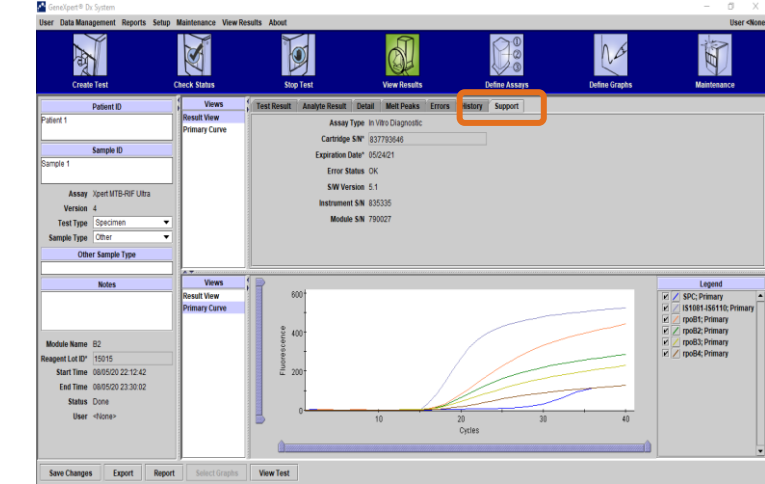 GeneXpert® Dx System
User Data Management Reports Setup Maintenance View Results About
User <None
Create Test
Check Status
Stop Test
View Results
Define Assays
Define Graphs
Maintenance
Patient ID
Patient 1
Sample ID
Sample 1
Assay Xpert MTB-RIF Ultra
Version 4
Test Type Specimen
Sample Type Other
Other Sample Type
Notes
Module Name B2
Reagent Lot ID* 15015
Start Time 08/05/20 22:12:42
End Time 08/05/20 23:30:02
Status Done
User <None>
Views
Result View
Primary Curve
Test Result Analyte Result Detail Melt Peaks Errors History Support
Assay Type In Vitro Diagnostic
Cartridge S/N* 837793646
Expiration Date* 05/24/21
Error Status OK
S/W Version 5.1
Instrument S/N 835335
Module S/N 790027
Views
Result View
Primary Curve
600
400
200
0
10 20 30 40
Fluorescence
Cycles
Legend
SPC; Primary
IS1081-IS6110; Primary
rpoB1; Primary
rpoB2; Primary
rpoB3; Primary
rpoB4; Primary
Save Changes Export Report Select Graphs View Test